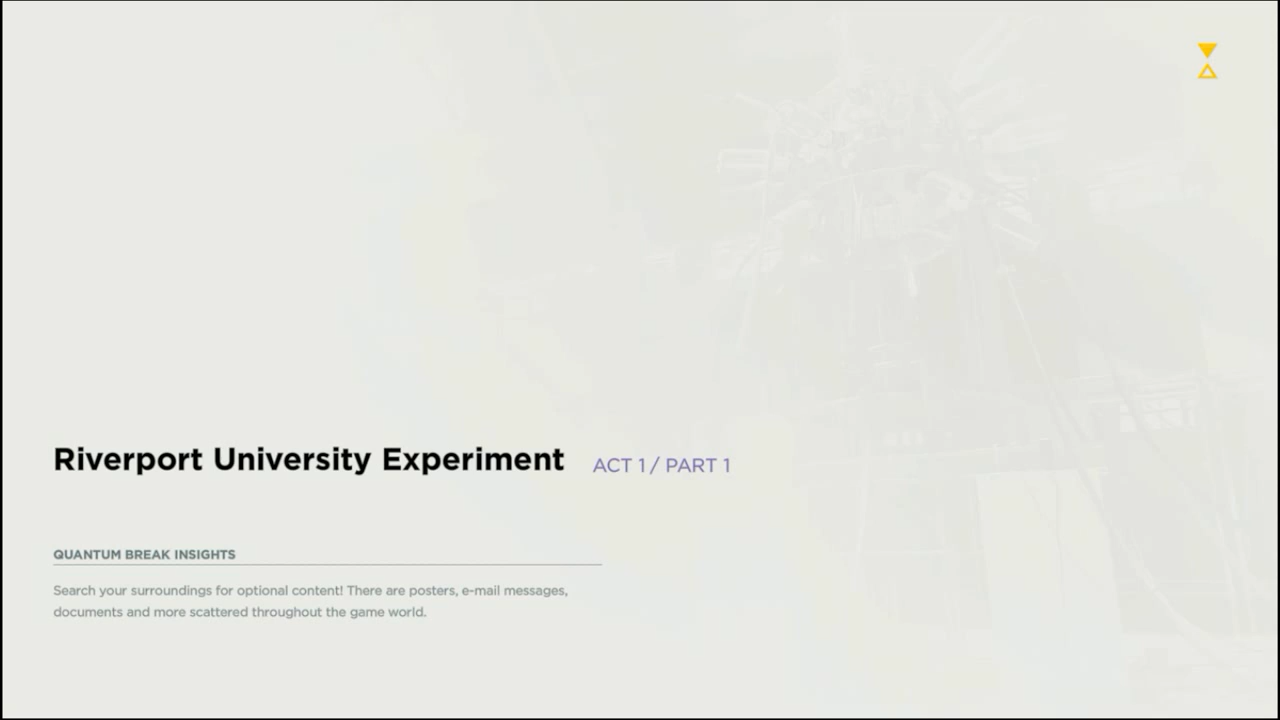 Riverport University Experiment ACT 1 / PART 1
QUANTUM BREAK INSIGHTS
Search your surroundings for optional content! There are posters, e-mail messages,
documents and more scattered throughout the game world.